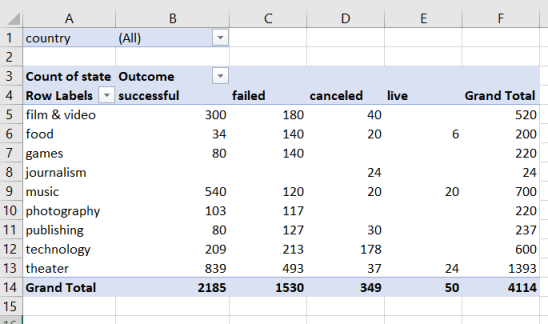 A B C D E F
1 country (All)
2
3 Count of state Outcome
4 Row Labels successful failed canceled live Grand Total
5 film & video 300 180 40 520
6 food 34 140 20 6 200
7 games 80 140 220
8 journalism 24 24
9 music 540 120 20 20 700
10 photography 103 117 220
11 publishing 80 127 30 237
12 technology 209 213 178 600
13 theater 839 493 37 24 1393
14 Grand Total 2185 1530 349 50 4114
15